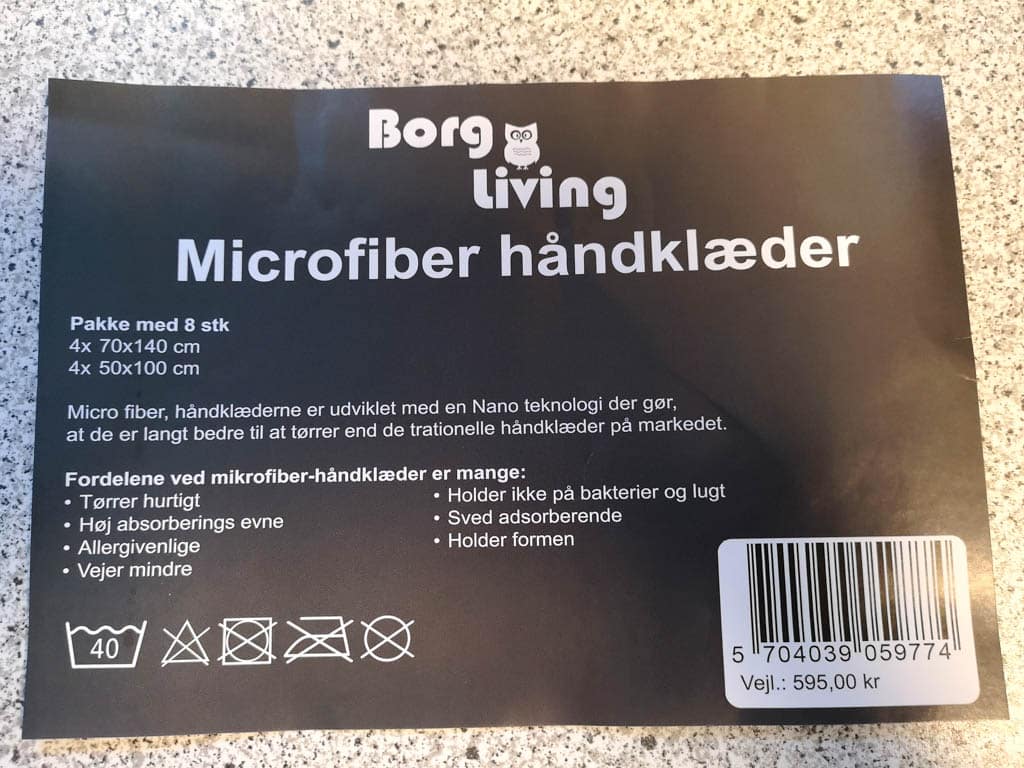 Borg
Living
Microfiber håndklæder
Pakke med 8 stk
4x 70x140 cm
4x 50x100 cm
Micro fiber, håndklæderne er udviklet med en Nano teknologi der gør,
at de er langt bedre til at tørrer end de trationelle håndklæder på markedet.
Fordelene ved mikrofiber-håndklæder er mange:
• Tørrer hurtigt
• Høj absorberings evne
• Allergivenlige
• Vejer mindre
• Holder ikke på bakterier og lugt
• Sved adsorberende
• Holder formen
40
5 704039 059774
Vejl.: 595,00 kr